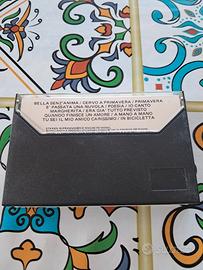 BELLA SENZ'ANIMA / CERVO A PRIMAVERA / PRIMAVERA
E' PASSATA UNA NUVOLA / POESIA / IO CANTO
MARGHERITA / ERA GIA' TUTTO PREVISTO
QUANDO FINISCE UN AMORE / A MANO A MANO
TU SEI IL MIO AMICO CARISSIMO / IN BICICLETTA